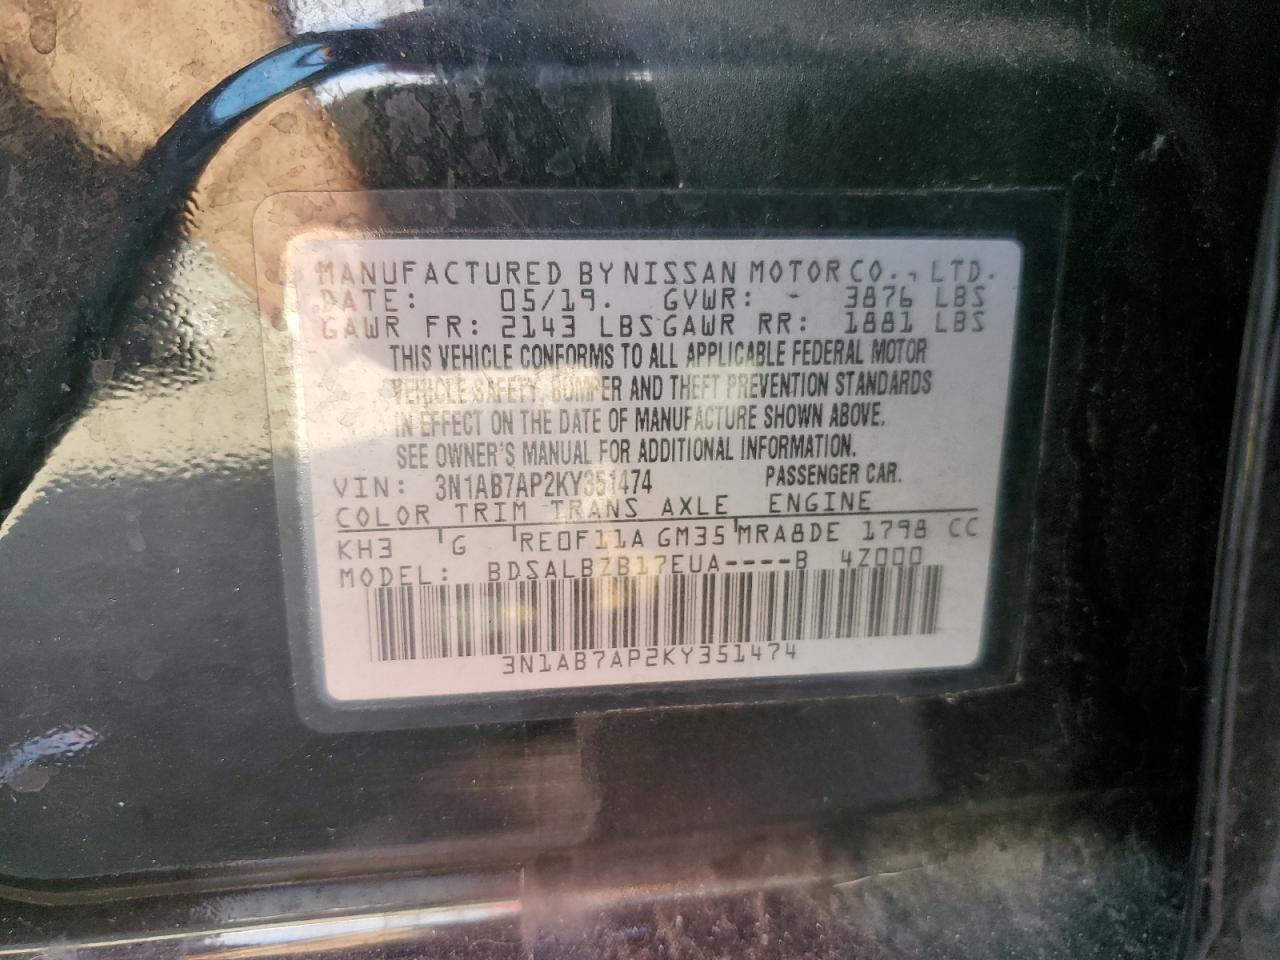 MANUFACTURED BY NISSAN MOTOR CO., LTD.
DATE: 05/19. GVWR: - 3876 LBS
GAWR FR: 2143 LBS GAWR RR: 1881 LBS
THIS VEHICLE CONFORMS TO ALL APPLICABLE FEDERAL MOTOR
VEHICLE SAFETY, BUMPER AND THEFT PREVENTION STANDARDS
IN EFFECT ON THE DATE OF MANUFACTURE SHOWN ABOVE.
SEE OWNER'S MANUAL FOR ADDITIONAL INFORMATION.
VIN: 3N1AB7AP2KY351474 PASSENGER CAR.
COLOR TRIM TRANS AXLE ENGINE
KH3 G RE0F11A GM35 MRA8DE 1798 CC
MODEL: BDSALBZB17EUA----B 4Z000
3N1AB7AP2KY351474